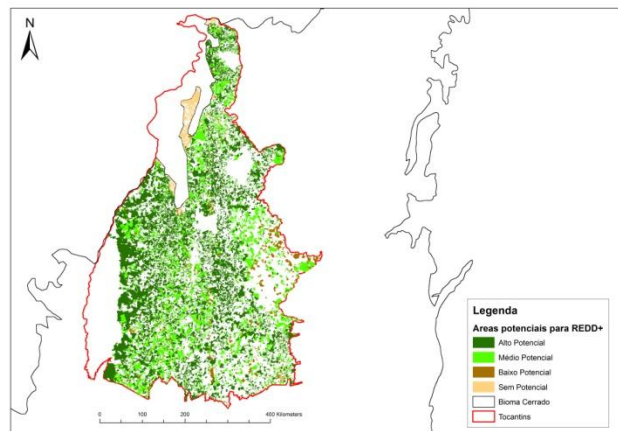 N
Legenda
Areas potenciais para REDD+
Alto Potencial
Médio Potencial
Baixo Potencial
Sem Potencial
Bioma Cerrado
Tocantins
0 100 200 400 Kilometers